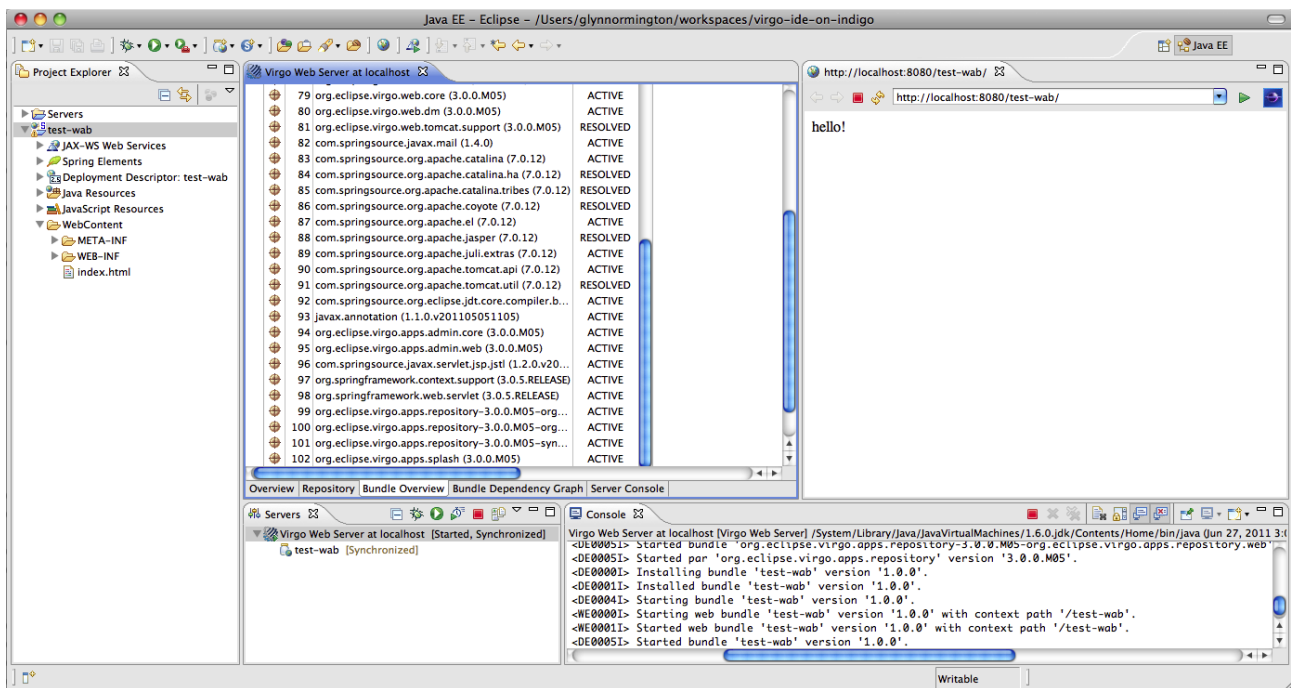 Java EE - Eclipse - /Users/glynnormington/workspaces/virgo-ide-on-indigo
Java EE
Project Explorer
Servers
test-wab
JAX-WS Web Services
Spring Elements
Deployment Descriptor: test-wab
Java Resources
JavaScript Resources
WebContent
META-INF
WEB-INF
index.html
Virgo Web Server at localhost
79 org.eclipse.virgo.web.core (3.0.0.M05) ACTIVE
80 org.eclipse.virgo.web.dm (3.0.0.M05) ACTIVE
81 org.eclipse.virgo.web.tomcat.support (3.0.0.M05) RESOLVED
82 com.springsource.javax.mail (1.4.0) ACTIVE
83 com.springsource.org.apache.catalina (7.0.12) ACTIVE
84 com.springsource.org.apache.catalina.ha (7.0.12) RESOLVED
85 com.springsource.org.apache.catalina.tribes (7.0.12) RESOLVED
86 com.springsource.org.apache.coyote (7.0.12) RESOLVED
87 com.springsource.org.apache.el (7.0.12) ACTIVE
88 com.springsource.org.apache.jasper (7.0.12) RESOLVED
89 com.springsource.org.apache.juli.extras (7.0.12) ACTIVE
90 com.springsource.org.apache.tomcat.api (7.0.12) ACTIVE
91 com.springsource.org.apache.tomcat.util (7.0.12) RESOLVED
92 com.springsource.org.eclipse.jdt.core.compiler.b... ACTIVE
93 javax.annotation (1.1.0.v201105051105) ACTIVE
94 org.eclipse.virgo.apps.admin.core (3.0.0.M05) ACTIVE
95 org.eclipse.virgo.apps.admin.web (3.0.0.M05) ACTIVE
96 com.springsource.javax.servlet.jsp.jstl (1.2.0.v20... ACTIVE
97 org.springframework.context.support (3.0.5.RELEASE) ACTIVE
98 org.springframework.web.servlet (3.0.5.RELEASE) ACTIVE
99 org.eclipse.virgo.apps.repository-3.0.0.M05-org... ACTIVE
100 org.eclipse.virgo.apps.repository-3.0.0.M05-org... ACTIVE
101 org.eclipse.virgo.apps.repository-3.0.0.M05-syn... ACTIVE
102 org.eclipse.virgo.apps.splash (3.0.0.M05) ACTIVE
Overview Repository Bundle Overview Bundle Dependency Graph Server Console
http://localhost:8080/test-wab/
http://localhost:8080/test-wab/
hello!
Servers
Virgo Web Server at localhost [Started, Synchronized]
test-wab [Synchronized]
Console
Virgo Web Server at localhost [Virgo Web Server] /System/Library/Java/JavaVirtualMachines/1.6.0.jdk/Contents/Home/bin/java (Jun 27, 2011 3:
<DE0005I> Started bundle 'org.eclipse.virgo.apps.repository-3.0.0.M05-org.eclipse.virgo.apps.repository.web'
<DE0005I> Started par 'org.eclipse.virgo.apps.repository' version '3.0.0.M05'.
<DE0000I> Installing bundle 'test-wab' version '1.0.0'.
<DE0001I> Installed bundle 'test-wab' version '1.0.0'.
<DE0004I> Starting bundle 'test-wab' version '1.0.0'.
<WE0000I> Starting web bundle 'test-wab' version '1.0.0' with context path '/test-wab'.
<WE0001I> Started web bundle 'test-wab' version '1.0.0' with context path '/test-wab'.
<DE0005I> Started bundle 'test-wab' version '1.0.0'.
Writable